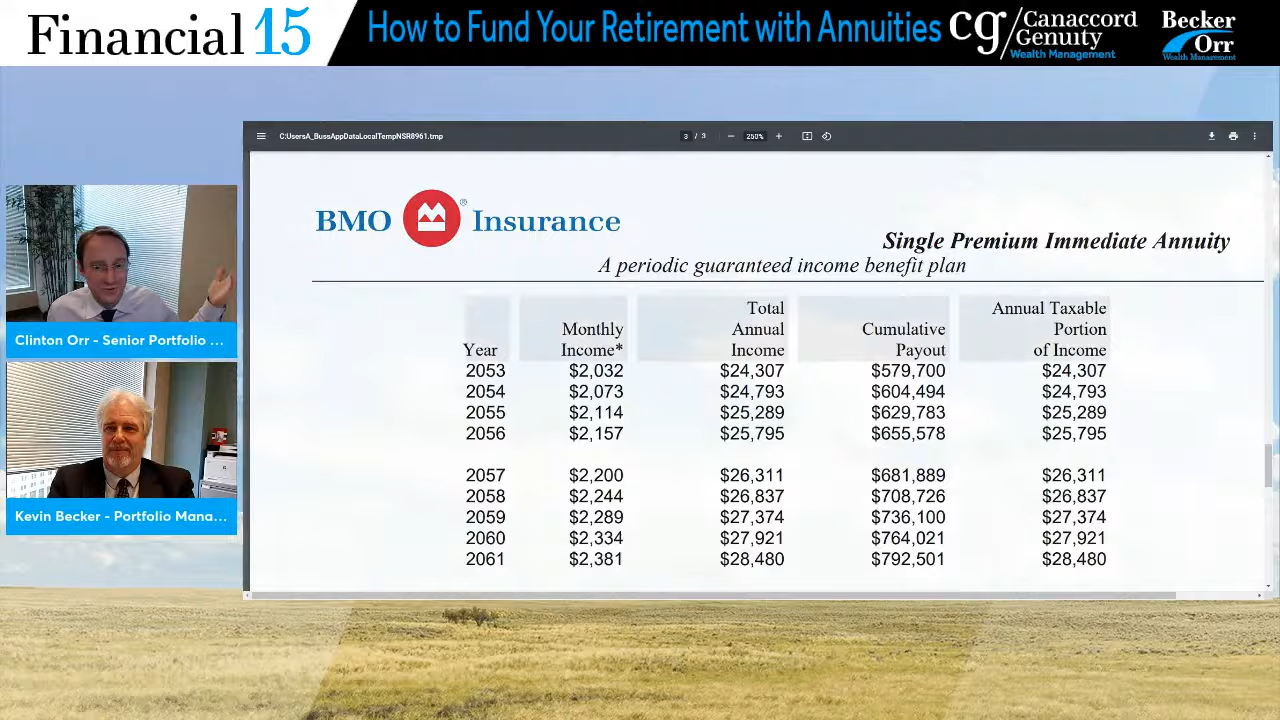 Financial 15
How to Fund Your Retirement with Annuities
cg/Canaccord Genuity
Wealth Management
Becker
Orr
Wealth Management
C:UsersA_BussAppDataLocalTempNSR8961.tmp
3 / 3
250%
BMO Insurance
Single Premium Immediate Annuity
A periodic guaranteed income benefit plan
Year Monthly Income* Total Annual Income Cumulative Payout Annual Taxable Portion of Income
2053 $2,032 $24,307 $579,700 $24,307
2054 $2,073 $24,793 $604,494 $24,793
2055 $2,114 $25,289 $629,783 $25,289
2056 $2,157 $25,795 $655,578 $25,795
2057 $2,200 $26,311 $681,889 $26,311
2058 $2,244 $26,837 $708,726 $26,837
2059 $2,289 $27,374 $736,100 $27,374
2060 $2,334 $27,921 $764,021 $27,921
2061 $2,381 $28,480 $792,501 $28,480
Clinton Orr - Senior Portfolio ...
Kevin Becker - Portfolio Mana...